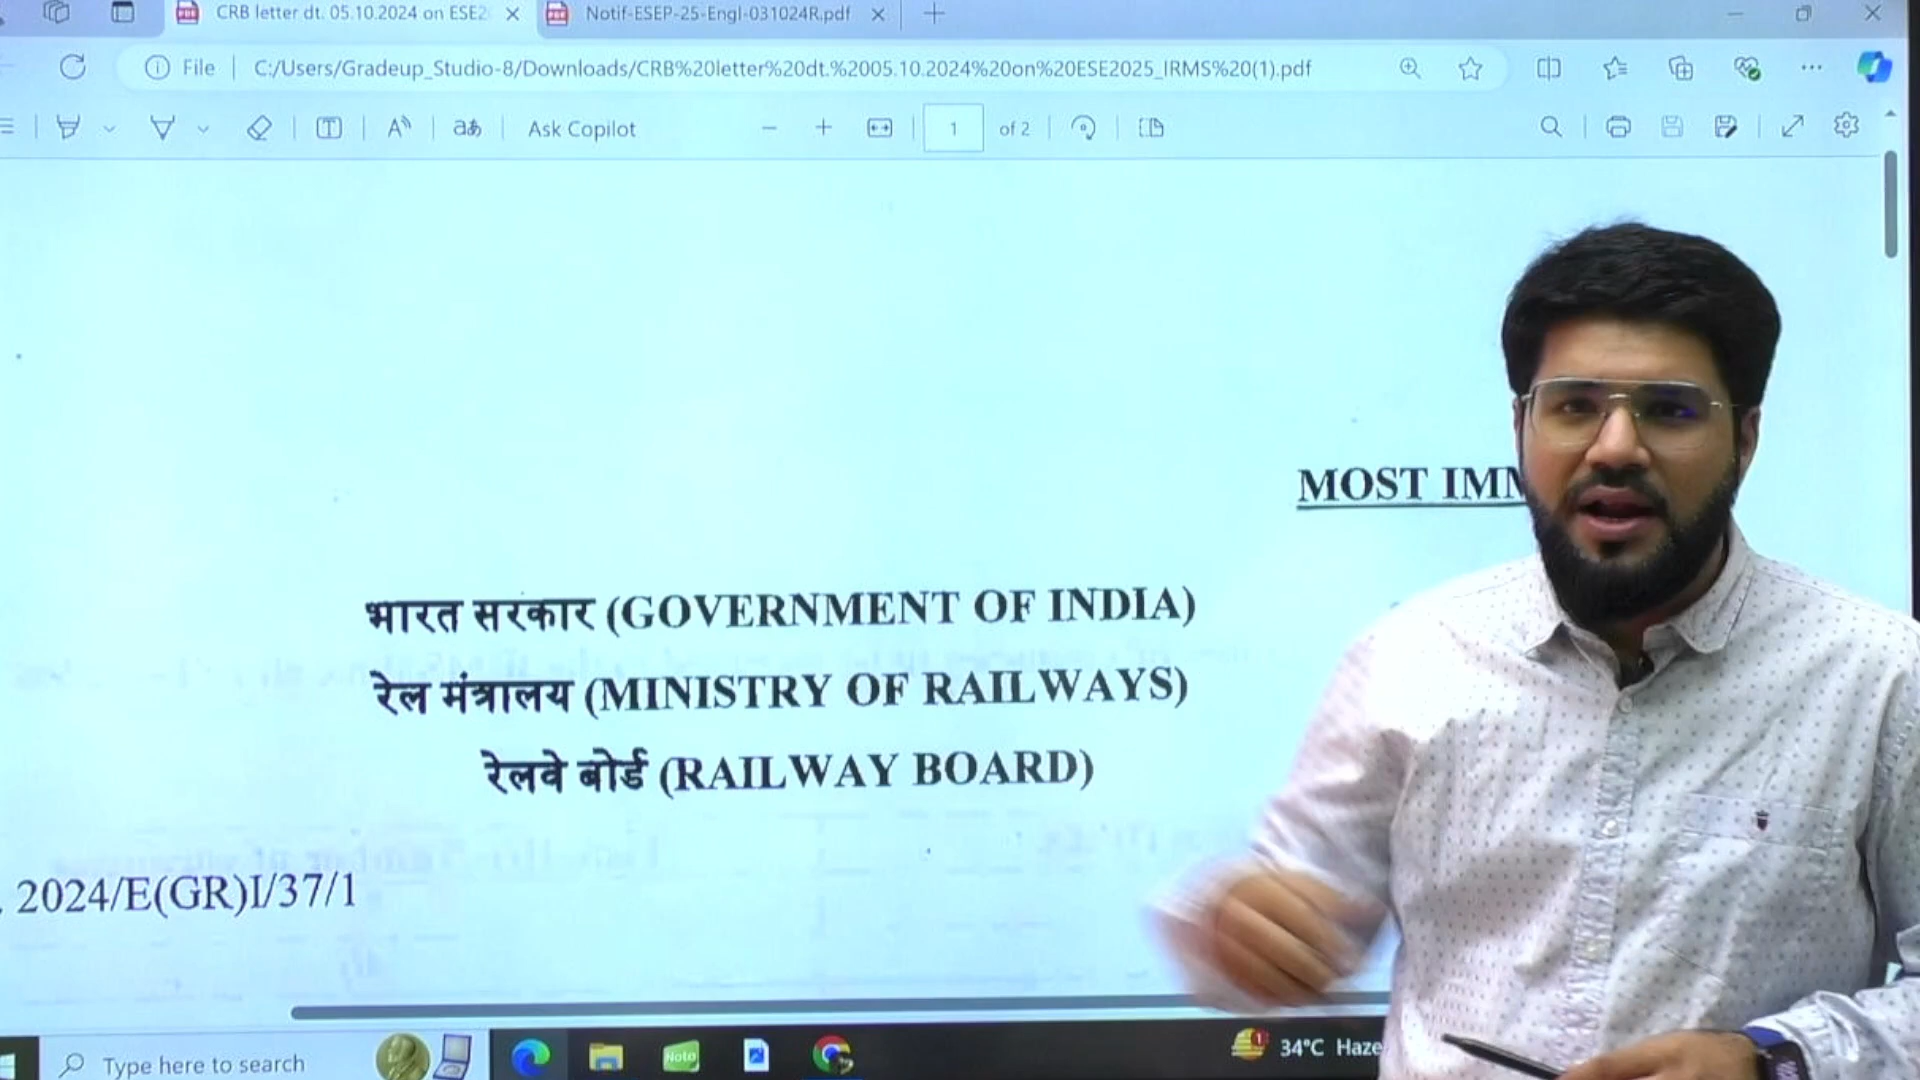 CRB letter dt. 05.10.2024 on ESE2
Notif-ESEP-25-Engl-031024R.pdf
File
C:/Users/Gradeup_Studio-8/Downloads/CRB%20letter%20dt.%2005.10.2024%20on%20ESE2025_IRMS%20(1).pdf
Ask Copilot
1 of 2
MOST IMM
भारत सरकार (GOVERNMENT OF INDIA)
रेल मंत्रालय (MINISTRY OF RAILWAYS)
रेलवे बोर्ड (RAILWAY BOARD)
. 2024/E(GR)I/37/1
Type here to search
Noto
1
34°C Haze